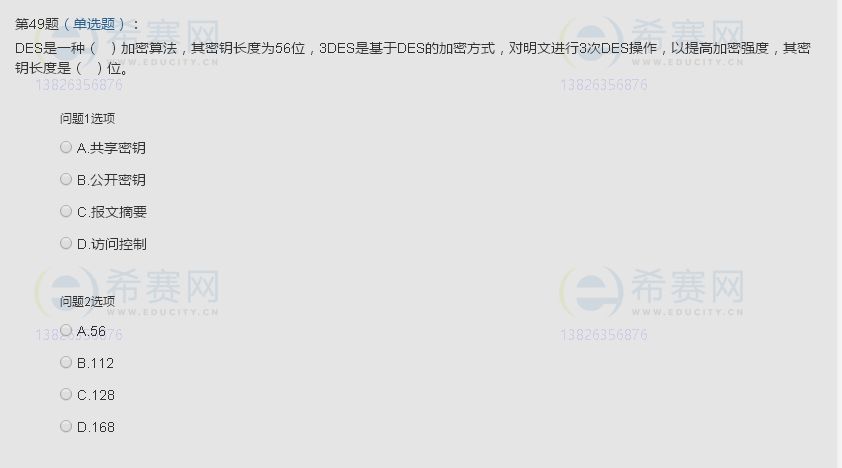 第49题（单选题）：
DES是一种（ ）加密算法，其密钥长度为56位，3DES是基于DES的加密方式，对明文进行3次DES操作，以提高加密强度，其密
钥长度是（ ）位。
希赛网
WWW.EDUCITY.CN
13826356876
希赛网
WWW.EDUCITY.CN
13826356876
问题1选项
A.共享密钥
B.公开密钥
C.报文摘要
D.访问控制
希赛网
WWW.EDUCITY.CN
13826356876
希赛网
WWW.EDUCITY.CN
13826356876
问题2选项
A.56
B.112
C.128
D.168